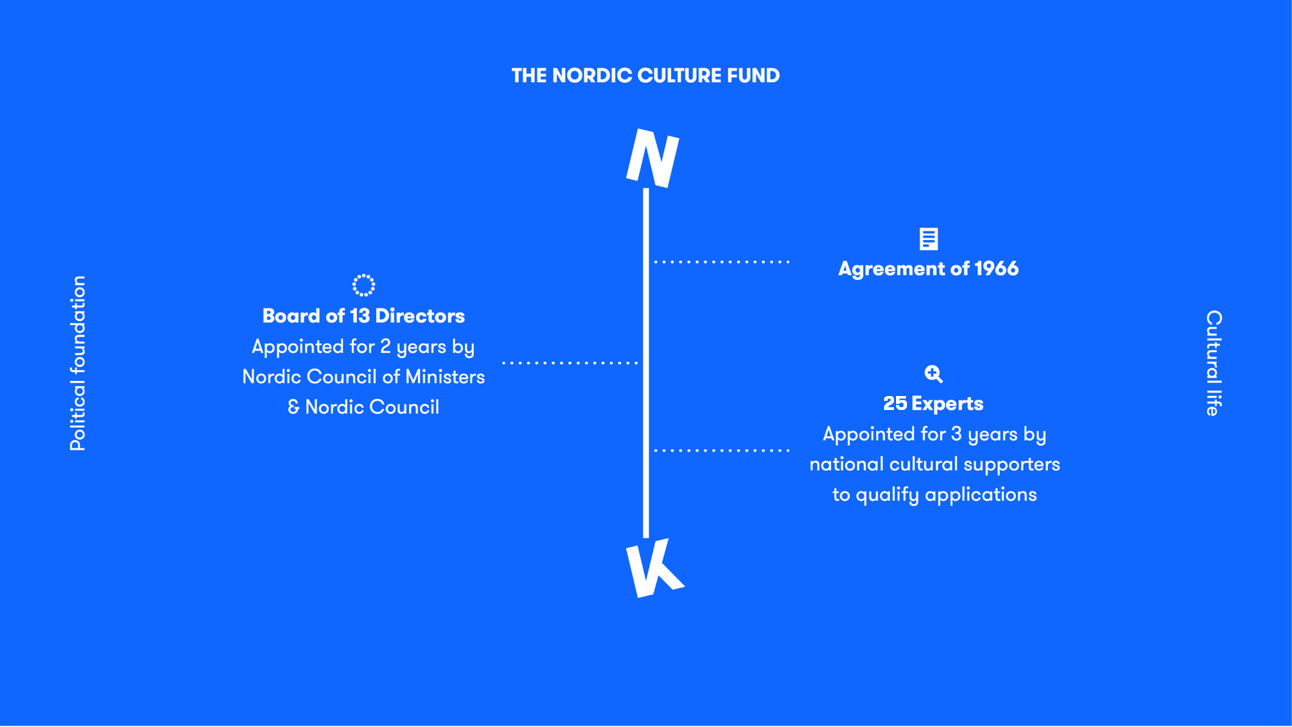 THE NORDIC CULTURE FUND
N
Political foundation
Board of 13 Directors
Appointed for 2 years by
Nordic Council of Ministers
& Nordic Council
Agreement of 1966
25 Experts
Appointed for 3 years by
national cultural supporters
to qualify applications
Cultural life
K